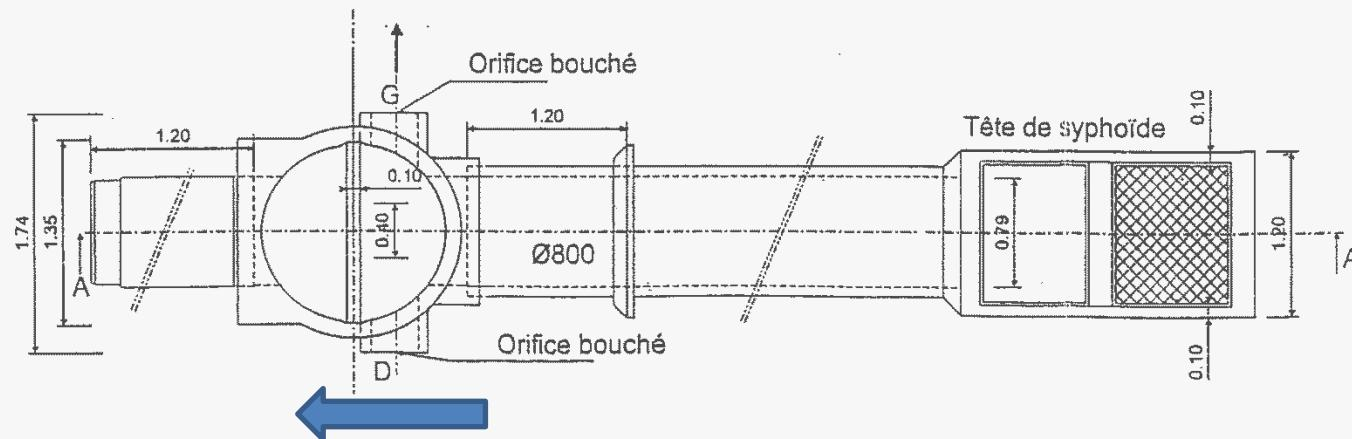 Orifice bouché
G
1.20
1.20
Tête de syphoïde
0.10
0.10
1.74
1.35
0.40
0.79
1.20
A
Ø800
A
Orifice bouché
D
0.10